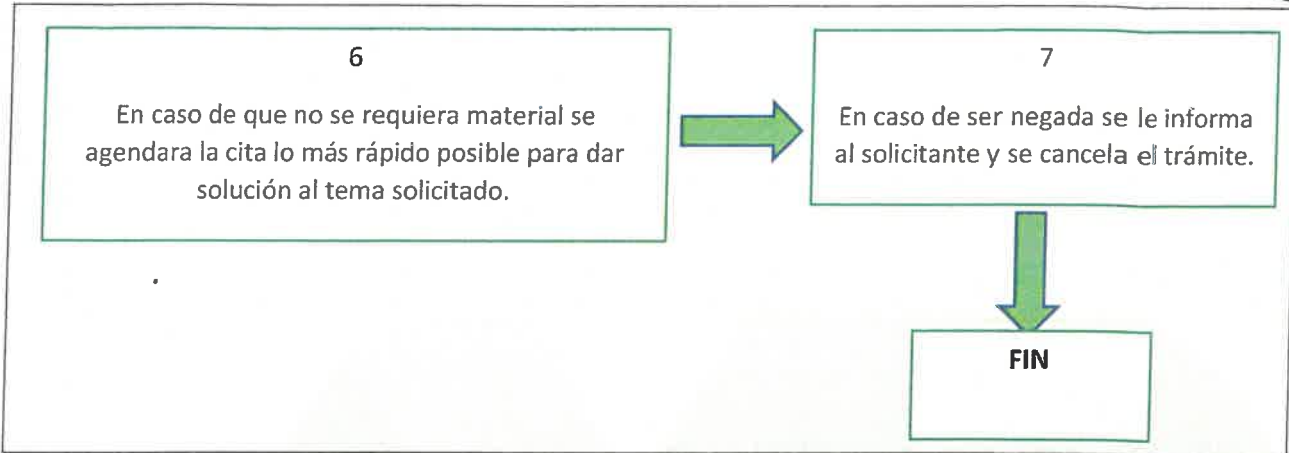 6
En caso de que no se requiera material se
agendara la cita lo más rápido posible para dar
solución al tema solicitado.
7
En caso de ser negada se le informa
al solicitante y se cancela el trámite.
FIN